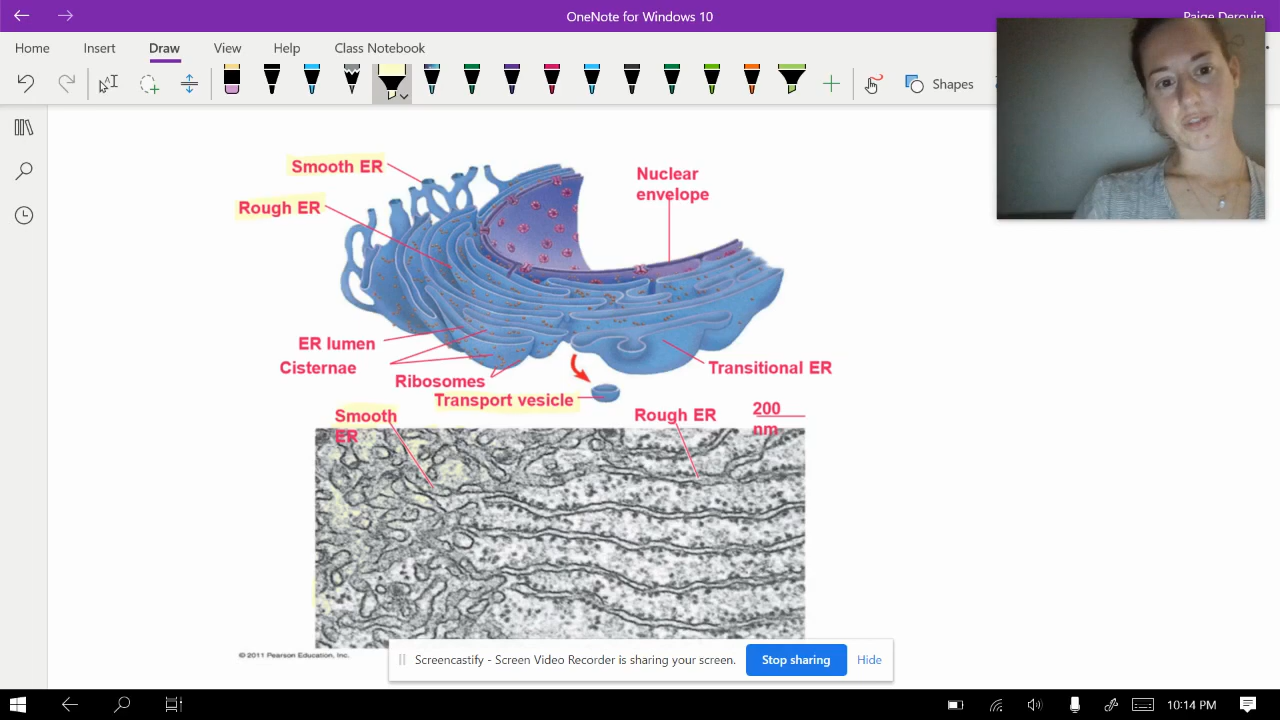 OneNote for Windows 10
Paige Derouin
Home Insert Draw View Help Class Notebook
Shapes
Smooth ER
Nuclear
envelope
Rough ER
ER lumen
Cisternae
Ribosomes
Transitional ER
Transport vesicle
Smooth
ER
Rough ER
200
nm
© 2011 Pearson Education, Inc.
Screencastify - Screen Video Recorder is sharing your screen. Stop sharing Hide
10:14 PM